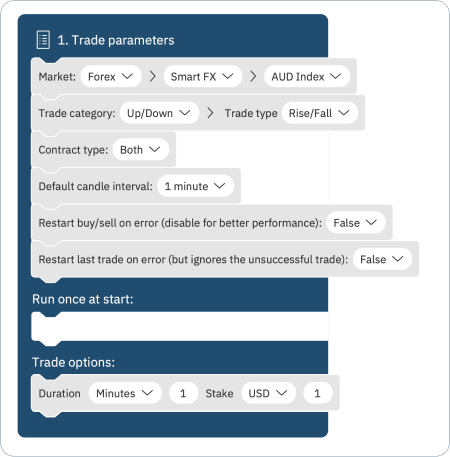 1. Trade parameters
Market: Forex > Smart FX > AUD Index
Trade category: Up/Down > Trade type Rise/Fall
Contract type: Both
Default candle interval: 1 minute
Restart buy/sell on error (disable for better performance): False
Restart last trade on error (but ignores the unsuccessful trade): False
Run once at start:
Trade options:
Duration Minutes 1 Stake USD 1